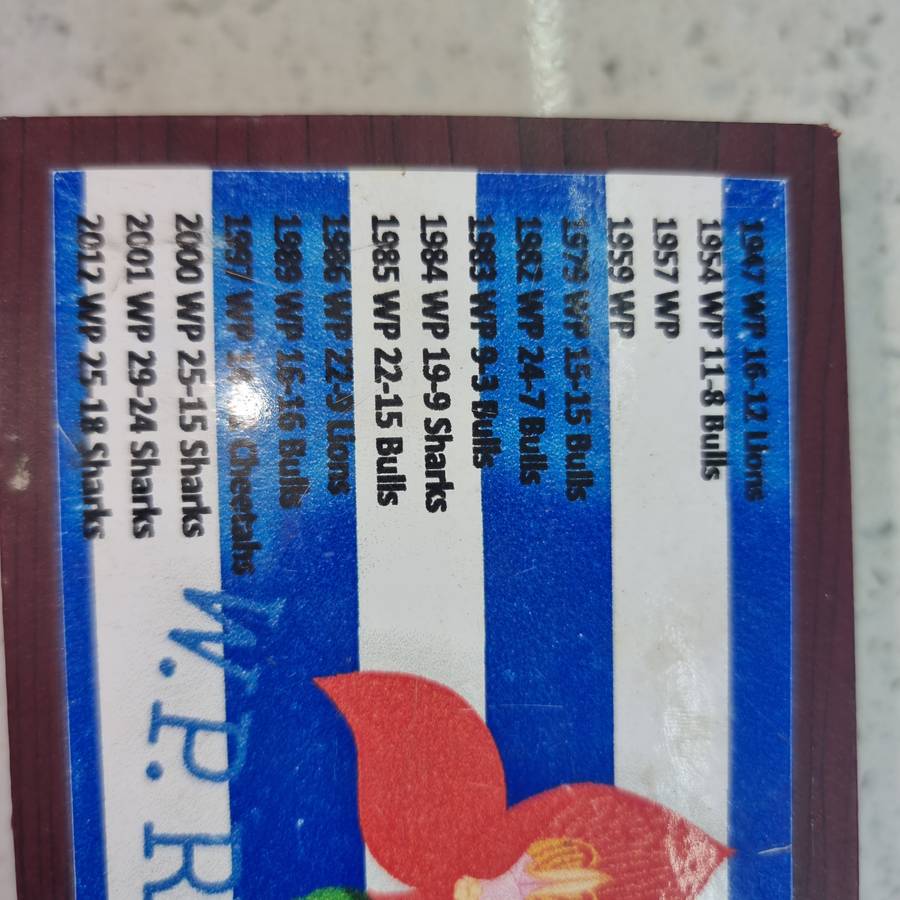 1947 WP 16-12 Lions
1954 WP 11-8 Bulls
1957 WP
1959 WP
1979 WP 15-15 Bulls
1982 WP 24-7 Bulls
1983 WP 9-3 Bulls
1984 WP 19-9 Sharks
1985 WP 22-15 Bulls
1986 WP 22-9 Lions
1989 WP 16-16 Bulls
1997 WP Cheetahs
2000 WP 25-15 Sharks
2001 WP 29-24 Sharks
2012 WP 25-18 Sharks
W.P. R